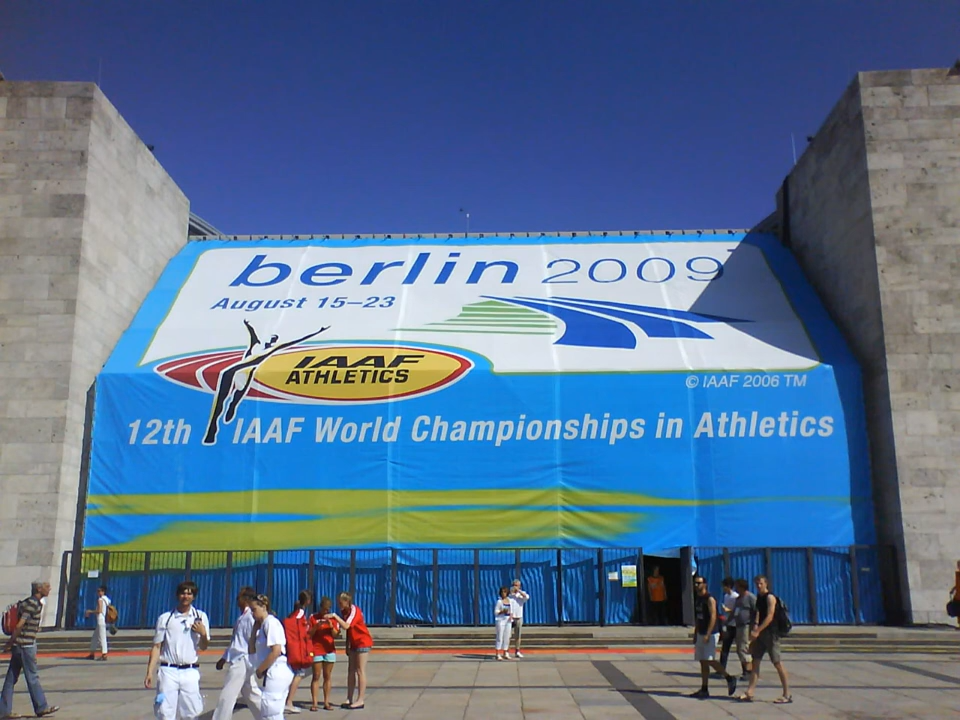 berlin 2009
August 15–23
IAAF
ATHLETICS
© IAAF 2006 TM
12th IAAF World Championships in Athletics